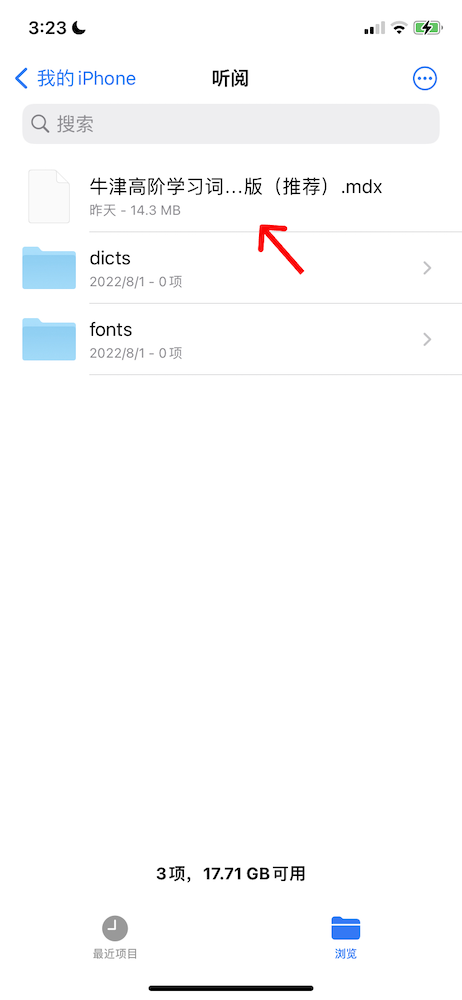 3:23
我的iPhone
听阅
搜索
牛津高阶学习词...版（推荐）.mdx
昨天 - 14.3 MB
dicts
2022/8/1 - 0项
fonts
2022/8/1 - 0项
3项，17.71 GB可用
最近项目
浏览